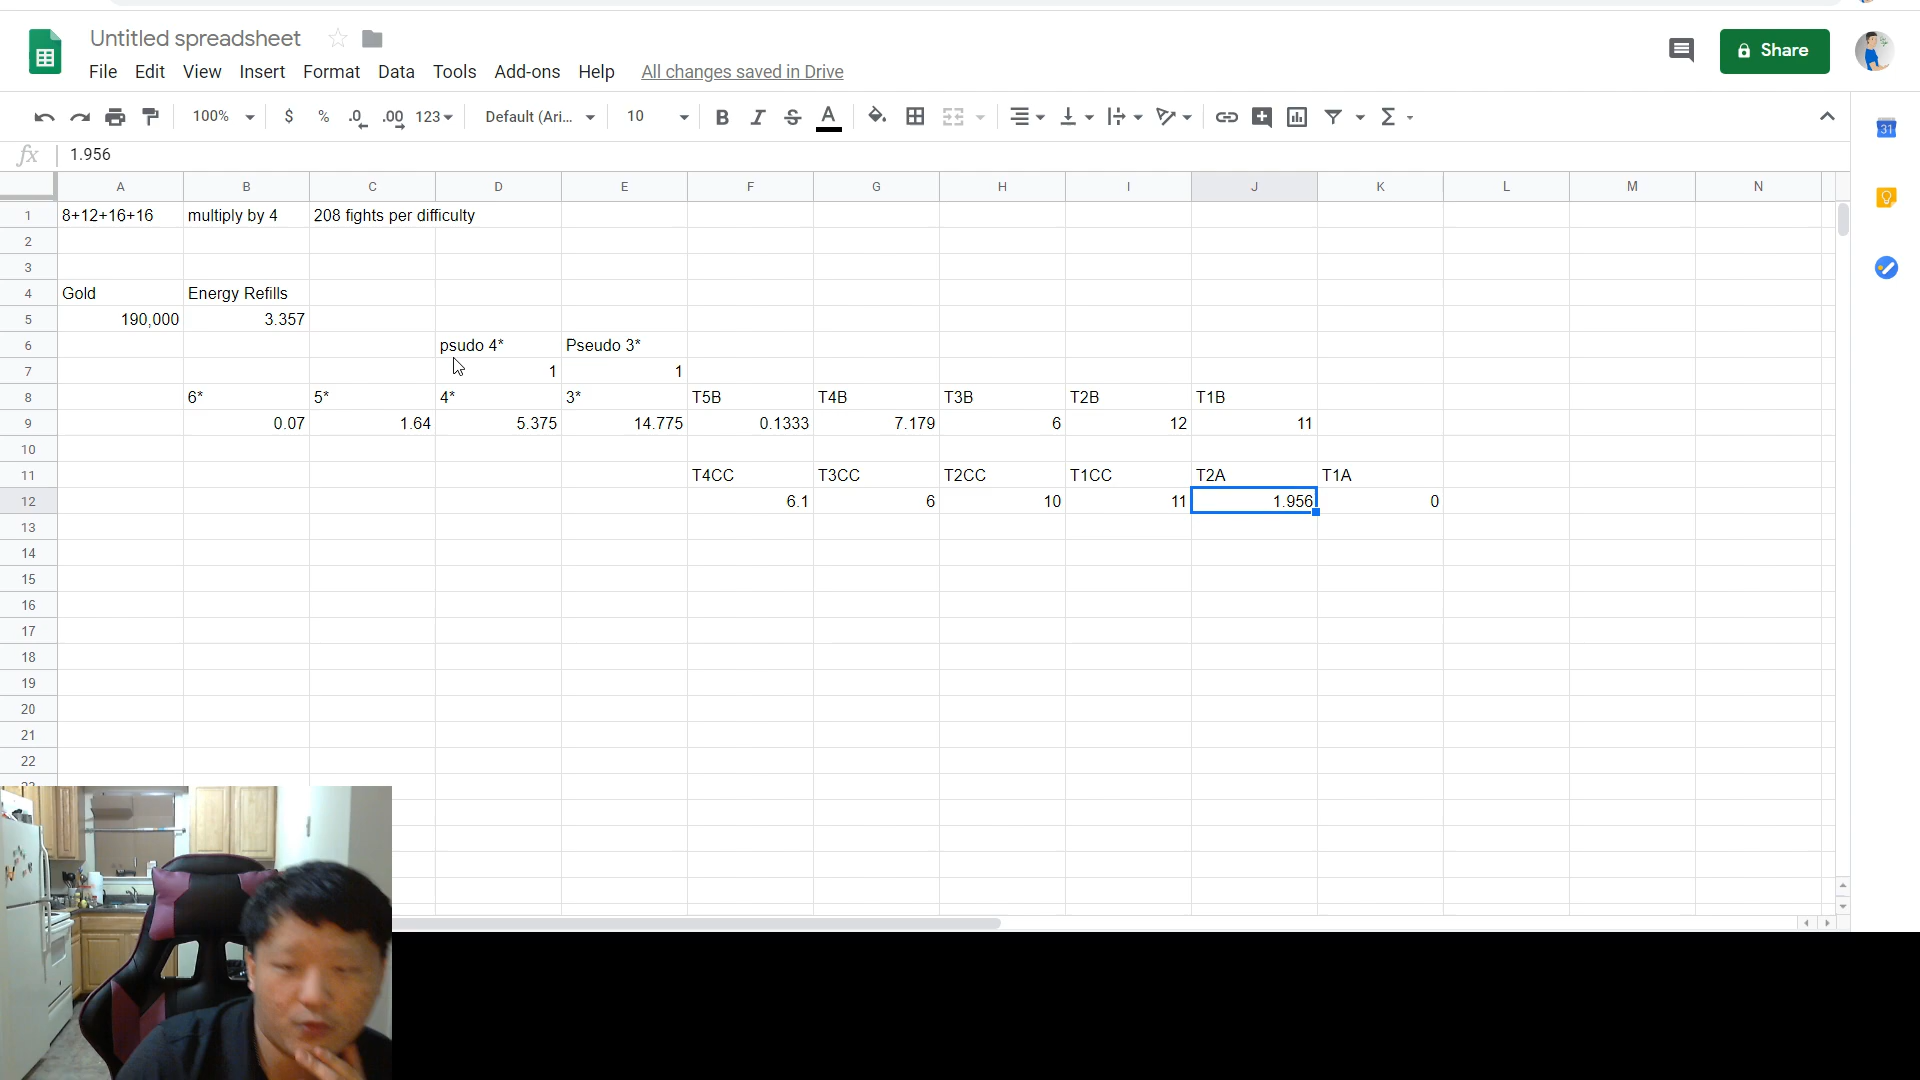 Untitled spreadsheet
File Edit View Insert Format Data Tools Add-ons Help All changes saved in Drive
Share
100% $ % .0 .00 123 Default (Ari... 10 B I S A Σ
31
fx 1.956
A B C D E F G H I J K L M N
1 8+12+16+16 multiply by 4 208 fights per difficulty
2
3
4 Gold Energy Refills
5 190,000 3.357
6 psudo 4* Pseudo 3*
7 1 1
8 6* 5* 4* 3* T5B T4B T3B T2B T1B
9 0.07 1.64 5.375 14.775 0.1333 7.179 6 12 11
10
11 T4CC T3CC T2CC T1CC T2A T1A
12 6.1 6 10 11 1.956 0
13
14
15
16
17
18
19
20
21
22